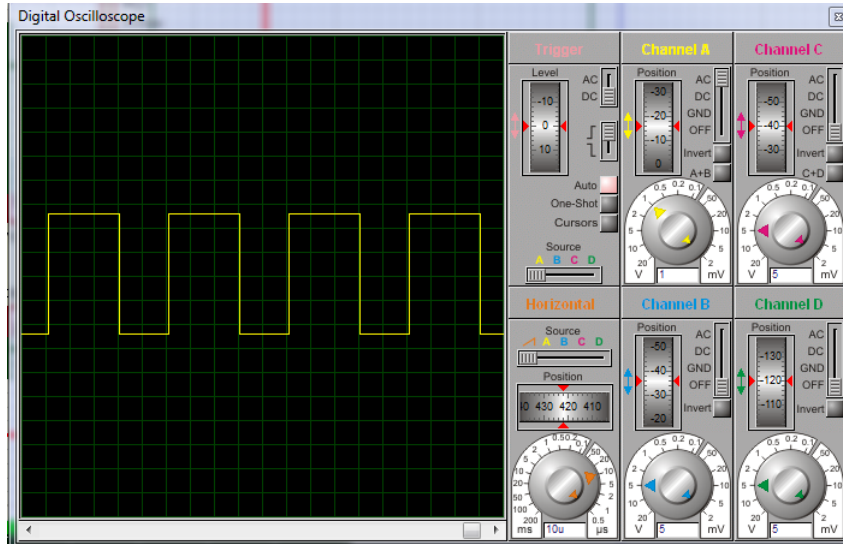 Digital Oscilloscope
Trigger
Level
-10
0
10
AC
DC
Auto
One-Shot
Cursors
Source
A B C D
Channel A
Position
-30
-20
-10
0
AC
DC
GND
OFF
Invert
A+B
0.5 0.2 0.1
1 50
2 20
5 10
10 5
20 2
V 1 mV
Channel C
Position
-50
-40
-30
AC
DC
GND
OFF
Invert
C+D
0.5 0.2 0.1
1 50
2 20
5 10
10 5
20 2
V 5 mV
Horizontal
Source
A B C D
Position
430 420 410
1 0.5 0.2 0.1
2 50
5 20
10 10
20 5
50 2
100 1
200 0.5
ms 10u µs
Channel B
Position
-50
-40
-30
-20
AC
DC
GND
OFF
Invert
0.5 0.2 0.1
1 50
2 20
5 10
10 5
20 2
V 5 mV
Channel D
Position
-130
-120
-110
AC
DC
GND
OFF
Invert
0.5 0.2 0.1
1 50
2 20
5 10
10 5
20 2
V 5 mV